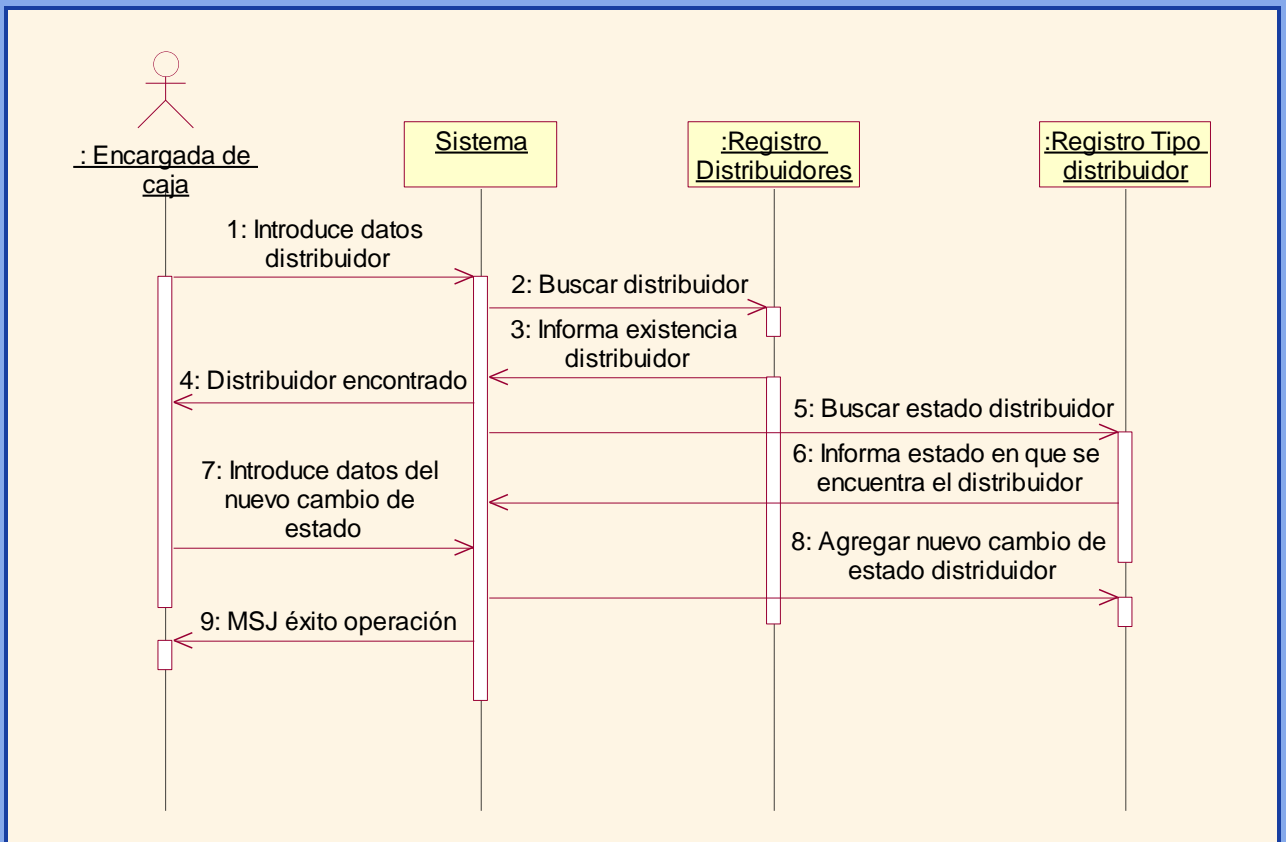 : Encargada de
caja
Sistema
:Registro
Distribuidores
:Registro Tipo
distribuidor
1: Introduce datos
distribuidor
2: Buscar distribuidor
3: Informa existencia
distribuidor
4: Distribuidor encontrado
5: Buscar estado distribuidor
6: Informa estado en que se
encuentra el distribuidor
7: Introduce datos del
nuevo cambio de
estado
8: Agregar nuevo cambio de
estado distriduidor
9: MSJ éxito operación